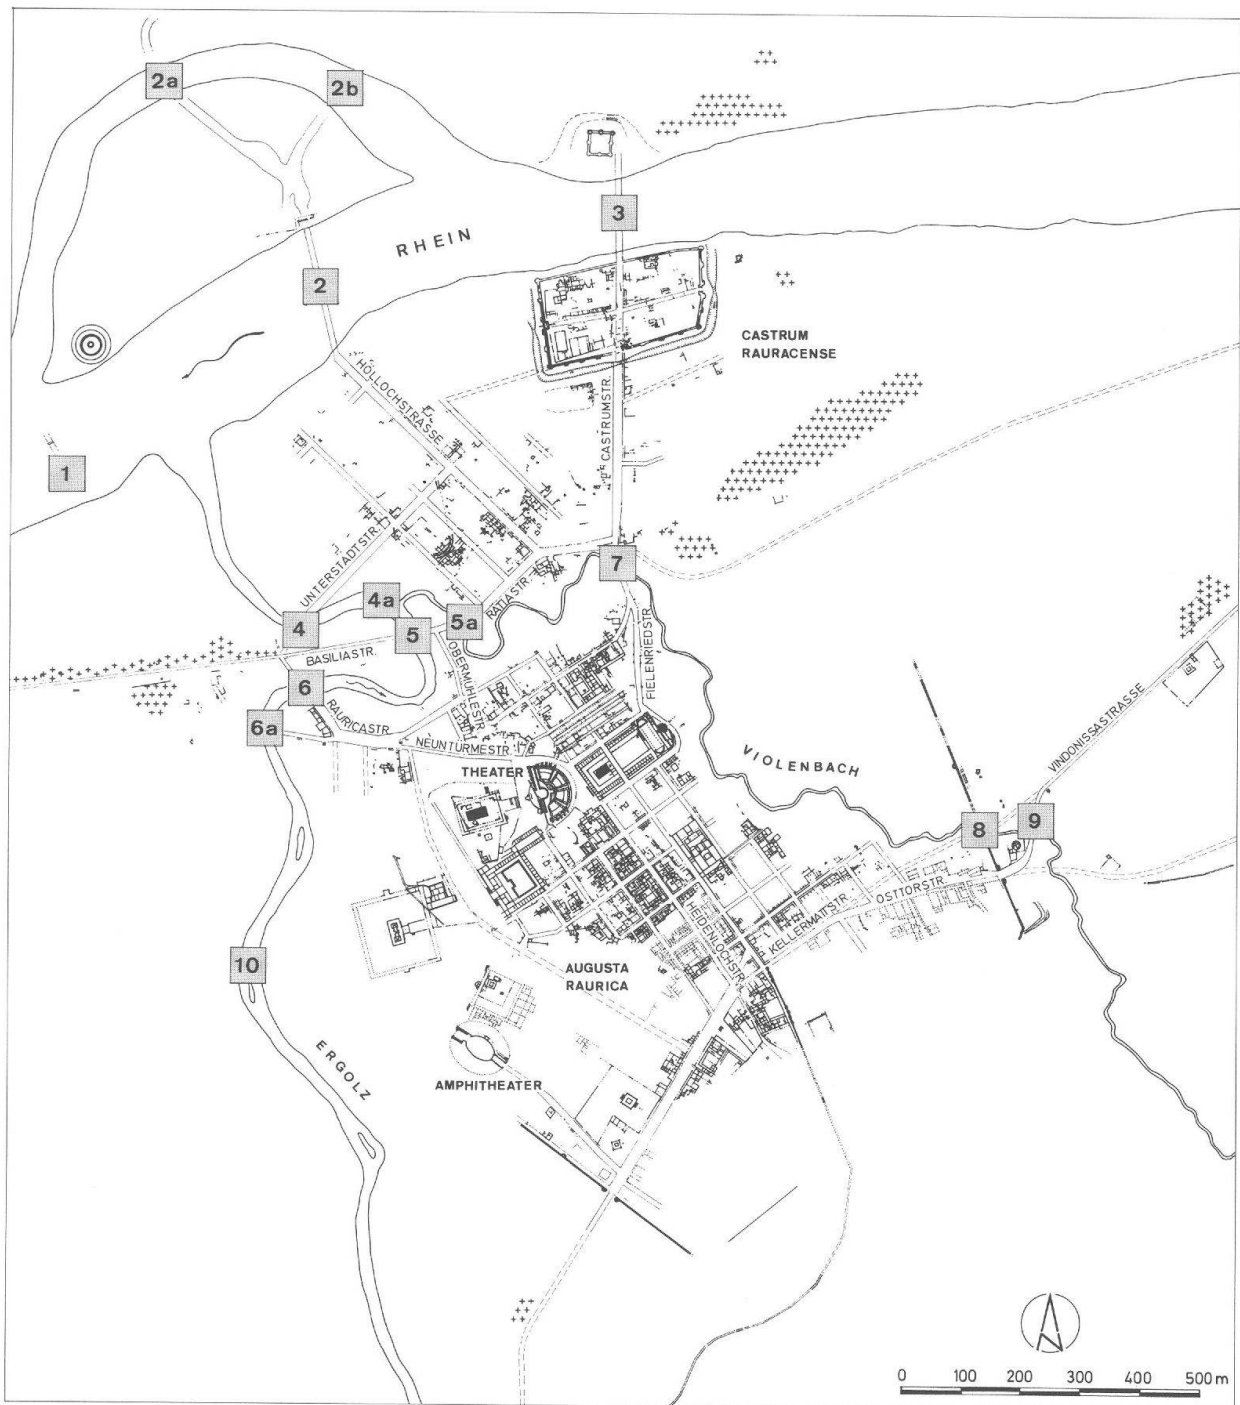 2a
2b
3
RHEIN
2
CASTRUM
RAURACENSE
HÖLLOCHSTRASSE
CASTRUMSTR.
1
UNTERSTADTSTR.
7
4a
RATIASTR.
4
5a
5
BASILIASTR.
OBERMÜHLESTR.
FIELENRIEDSTR.
6
RAURICASTR.
6a
NEUNTÜRMESTR.
VINDONISSASTRASSE
VIOLENBACH
THEATER
8
9
OSTTORSTR.
KELLERMATTSTR.
HEIDENLOCHSTR.
10
AUGUSTA
RAURICA
ERGOLZ
AMPHITHEATER
N
0 100 200 300 400 500 m